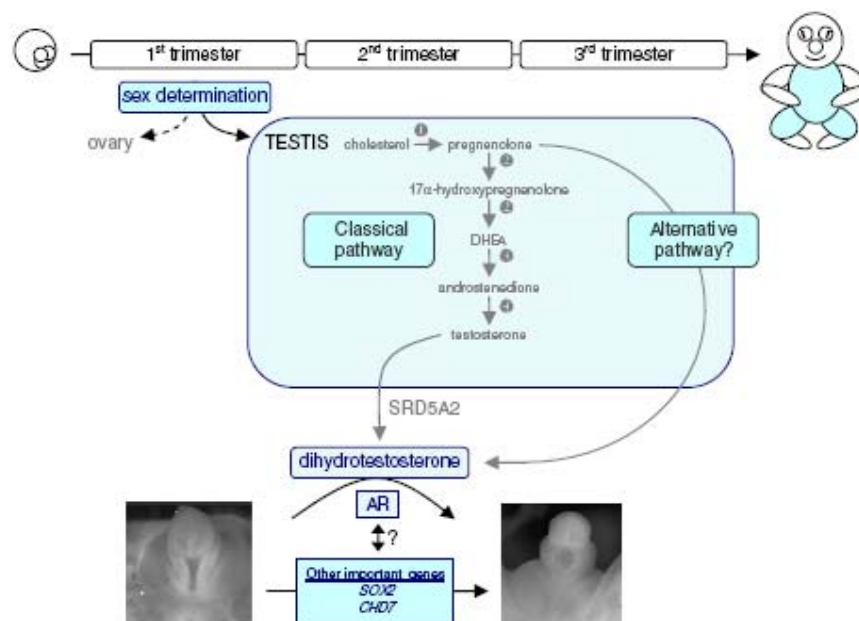 1st trimester
2nd trimester
3rd trimester
sex determination
ovary
TESTIS
cholesterol
pregnenolone
17α-hydroxypregnenolone
Classical
pathway
DHEA
Alternative
pathway?
androstenedione
testosterone
SRD5A2
dihydrotestosterone
AR
?
Other important genes
SOX2
CHD7